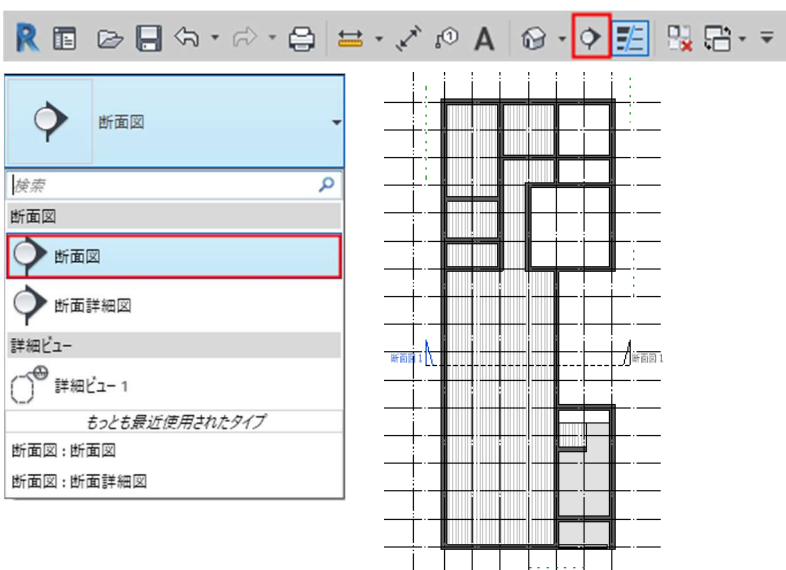 R
A
断面図
検索
断面図
断面図
断面詳細図
詳細ビュー
詳細ビュー 1
もっとも最近使用されたタイプ
断面図 : 断面図
断面図 : 断面詳細図
断面図 1
断面図 1